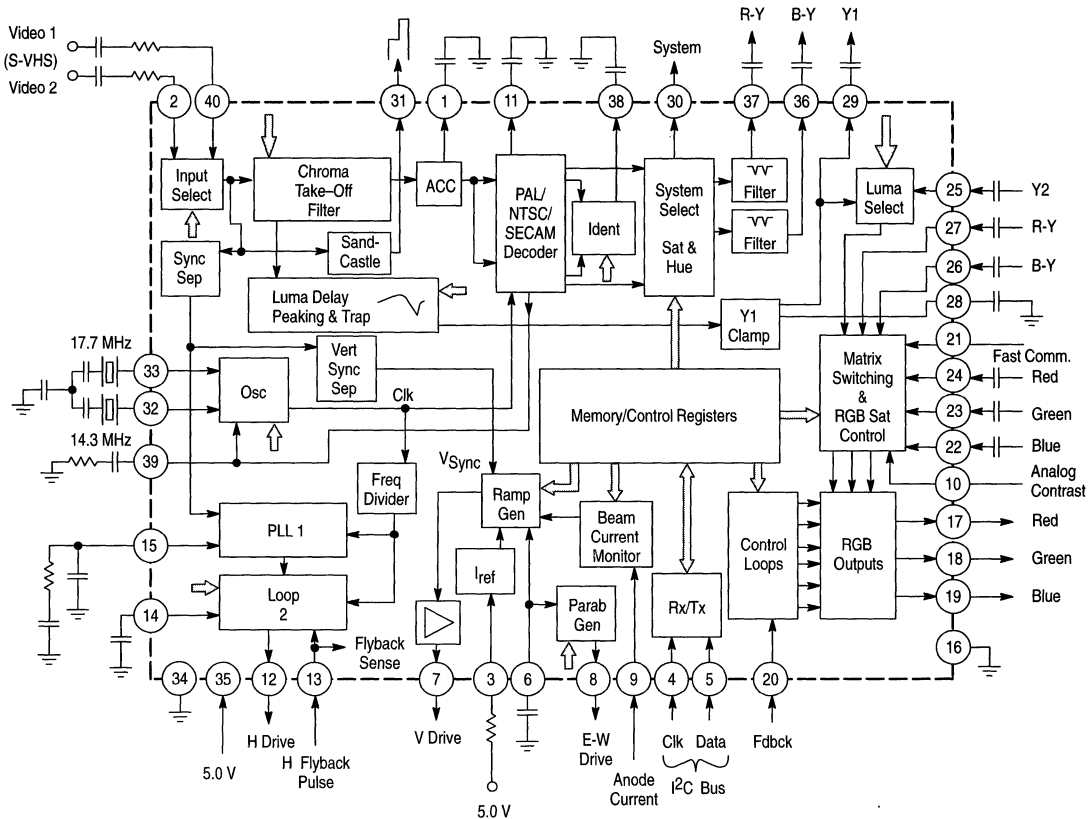 Video 1
(S-VHS)
Video 2
R-Y
B-Y
Y1
System
2
40
31
1
11
38
30
37
36
29
Input
Select
Chroma
Take–Off
Filter
ACC
PAL/
NTSC/
SECAM
Decoder
Ident
System
Select
Sat &
Hue
Filter
Filter
Luma
Select
25
Y2
27
R-Y
26
B-Y
28
Sync
Sep
Sand-
Castle
Luma Delay
Peaking & Trap
Y1
Clamp
21
Fast Comm.
17.7 MHz
33
32
14.3 MHz
39
Osc
Vert
Sync
Sep
Clk
Memory/Control Registers
Matrix
Switching
&
RGB Sat
Control
24
Red
23
Green
22
Blue
10
Analog
Contrast
VSync
Freq
Divider
Ramp
Gen
Beam
Current
Monitor
15
PLL 1
Iref
Control
Loops
RGB
Outputs
17
Red
18
Green
19
Blue
14
Loop
2
Parab
Gen
Rx/Tx
Flyback
Sense
16
34
35
12
13
7
3
6
8
9
4
5
20
5.0 V
H Drive
H Flyback
Pulse
V Drive
5.0 V
E-W
Drive
Anode
Current
Clk
Data
I2C Bus
Fdbck